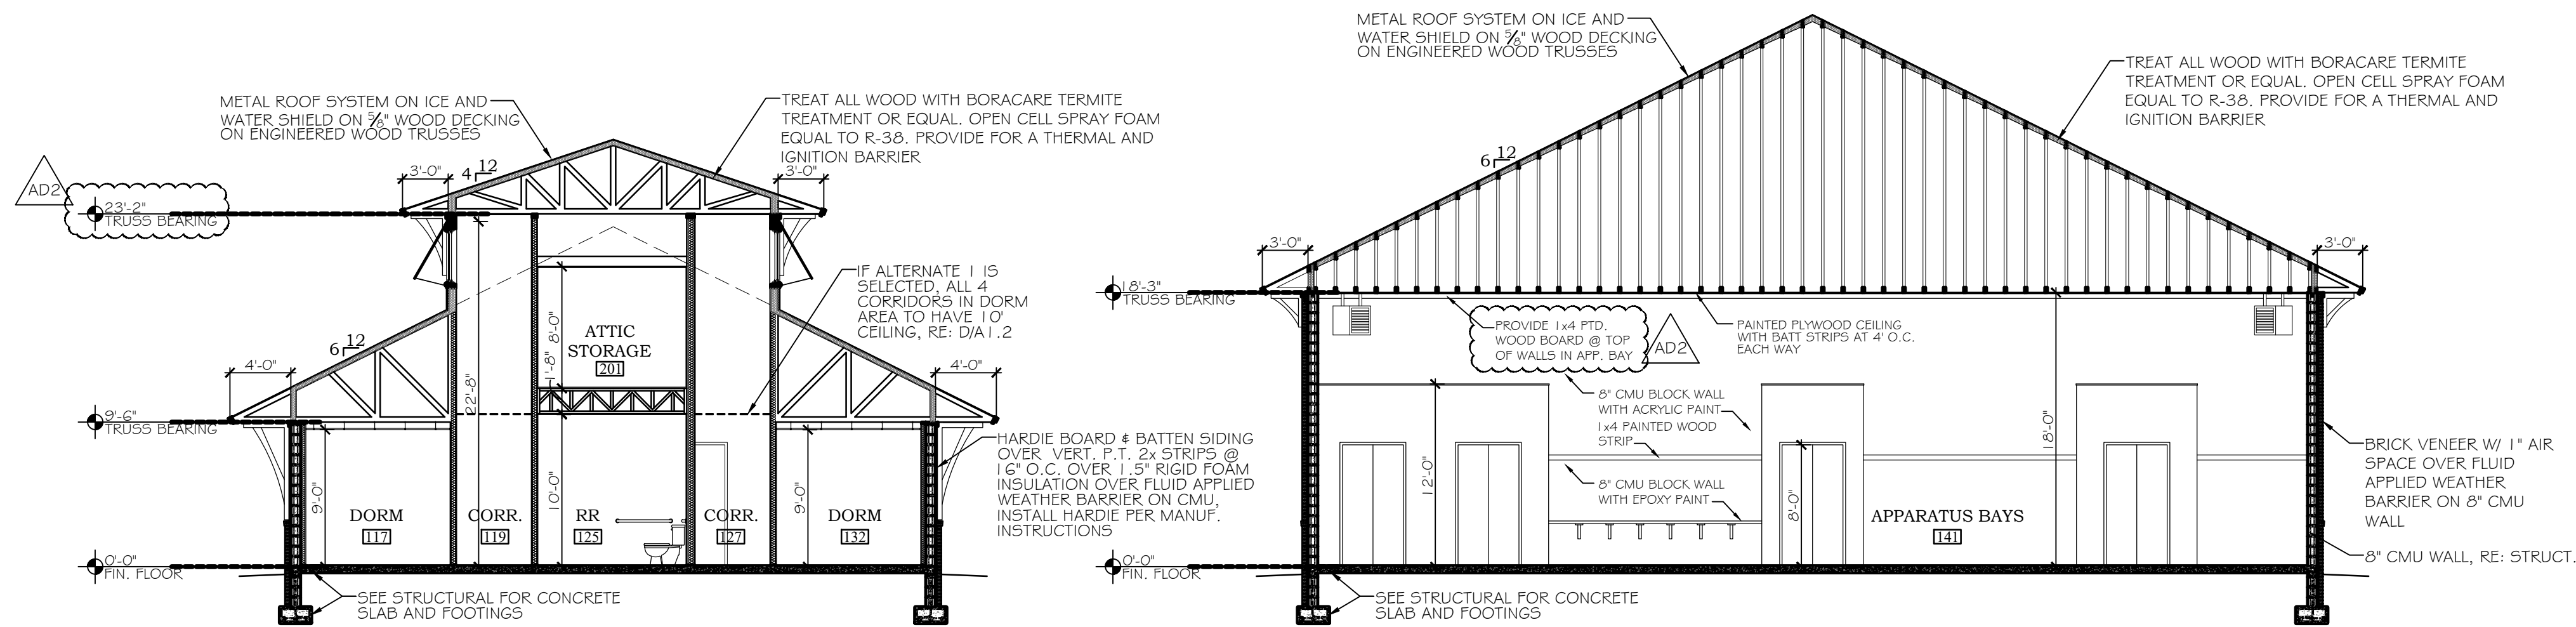 METAL ROOF SYSTEM ON ICE AND
WATER SHIELD ON 5/8" WOOD DECKING
ON ENGINEERED WOOD TRUSSES
TREAT ALL WOOD WITH BORACARE TERMITE
TREATMENT OR EQUAL. OPEN CELL SPRAY FOAM
EQUAL TO R-38. PROVIDE FOR A THERMAL AND
IGNITION BARRIER
AD2
23'-2"
TRUSS BEARING
3'-0"
4
12
3'-0"
IF ALTERNATE 1 IS
SELECTED, ALL 4
CORRIDORS IN DORM
AREA TO HAVE 10'
CEILING, RE: D/A1.2
6
12
4'-0"
4'-0"
22'-8"
8'-0"
1'-8"
ATTIC
STORAGE
201
9'-6"
TRUSS BEARING
HARDIE BOARD & BATTEN SIDING
OVER VERT. P.T. 2x STRIPS @
16" O.C. OVER 1.5" RIGID FOAM
INSULATION OVER FLUID APPLIED
WEATHER BARRIER ON CMU,
INSTALL HARDIE PER MANUF.
INSTRUCTIONS
9'-0"
10'-0"
9'-0"
DORM
117
CORR.
119
RR
125
CORR.
127
DORM
132
0'-0"
FIN. FLOOR
SEE STRUCTURAL FOR CONCRETE
SLAB AND FOOTINGS
METAL ROOF SYSTEM ON ICE AND
WATER SHIELD ON 5/8" WOOD DECKING
ON ENGINEERED WOOD TRUSSES
TREAT ALL WOOD WITH BORACARE TERMITE
TREATMENT OR EQUAL. OPEN CELL SPRAY FOAM
EQUAL TO R-38. PROVIDE FOR A THERMAL AND
IGNITION BARRIER
6
12
3'-0"
3'-0"
18'-3"
TRUSS BEARING
PROVIDE 1x4 PTD.
WOOD BOARD @ TOP
OF WALLS IN APP. BAY
AD2
PAINTED PLYWOOD CEILING
WITH BATT STRIPS AT 4' O.C.
EACH WAY
8" CMU BLOCK WALL
WITH ACRYLIC PAINT
1x4 PAINTED WOOD
STRIP
8" CMU BLOCK WALL
WITH EPOXY PAINT
12'-0"
8'-0"
18'-0"
APPARATUS BAYS
141
BRICK VENEER W/ 1" AIR
SPACE OVER FLUID
APPLIED WEATHER
BARRIER ON 8" CMU
WALL
8" CMU WALL, RE: STRUCT.
0'-0"
FIN. FLOOR
SEE STRUCTURAL FOR CONCRETE
SLAB AND FOOTINGS